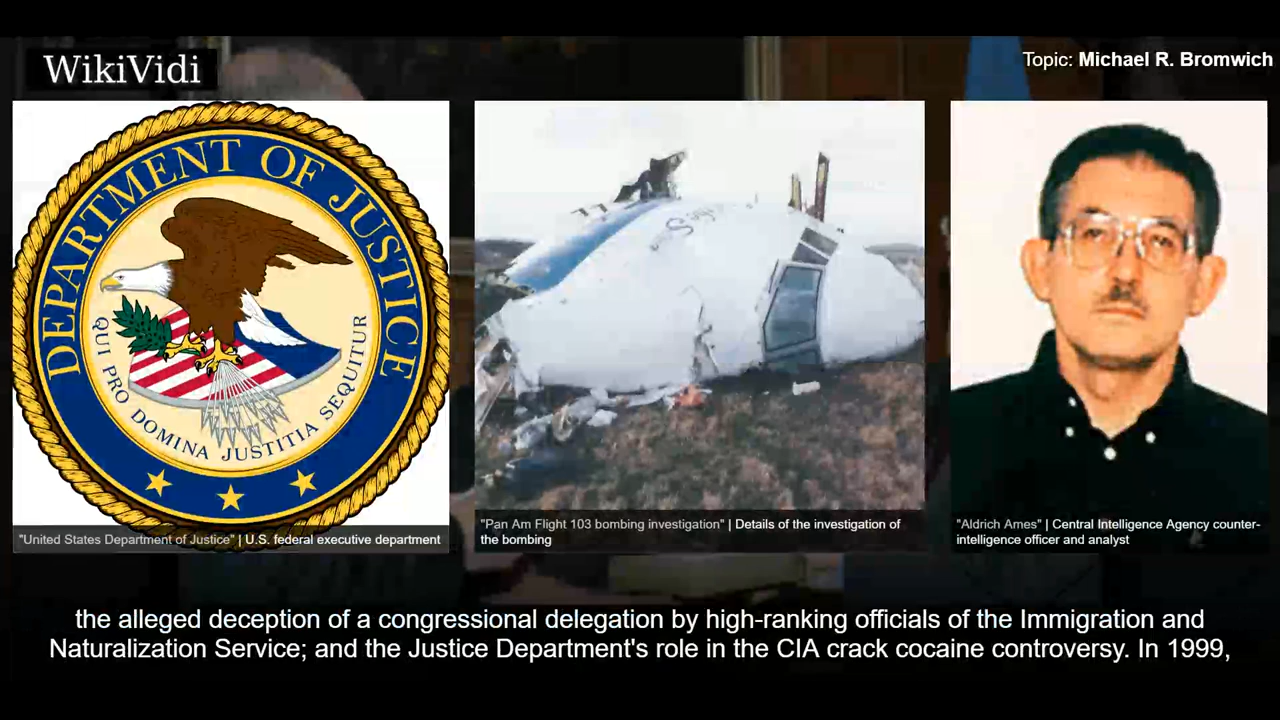 WikiVidi
Topic: Michael R. Bromwich
DEPARTMENT OF JUSTICE
QUI PRO DOMINA JUSTITIA SEQUITUR
"United States Department of Justice" | U.S. federal executive department
"Pan Am Flight 103 bombing investigation" | Details of the investigation of
the bombing
"Aldrich Ames" | Central Intelligence Agency counter-
intelligence officer and analyst
the alleged deception of a congressional delegation by high-ranking officials of the Immigration and
Naturalization Service; and the Justice Department's role in the CIA crack cocaine controversy. In 1999,